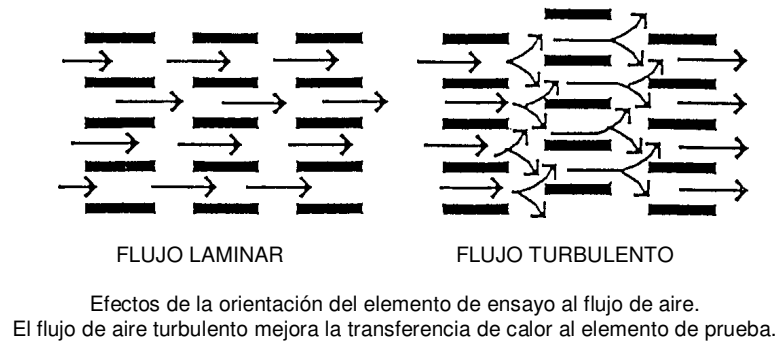 FLUJO LAMINAR
FLUJO TURBULENTO
Efectos de la orientación del elemento de ensayo al flujo de aire.
El flujo de aire turbulento mejora la transferencia de calor al elemento de prueba.